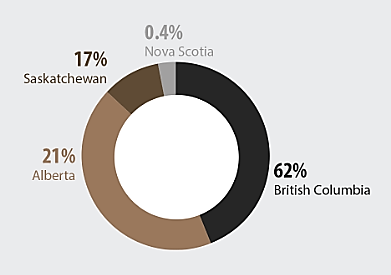 0.4%
Nova Scotia
17%
Saskatchewan
21%
Alberta
62%
British Columbia